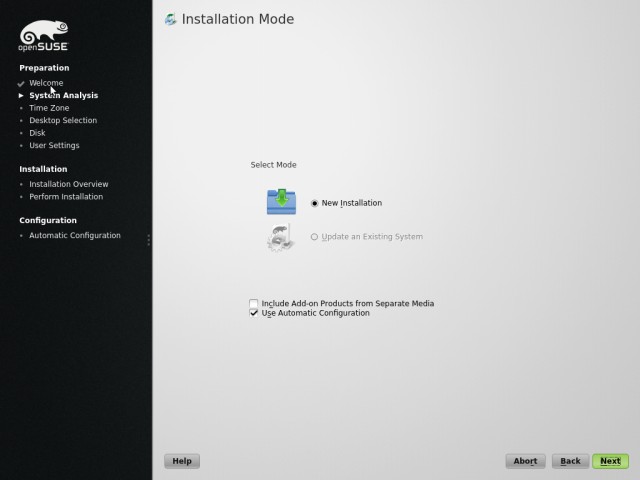 openSUSE
Preparation
Welcome
System Analysis
Time Zone
Desktop Selection
Disk
User Settings
Installation
Installation Overview
Perform Installation
Configuration
Automatic Configuration
Installation Mode
Select Mode
New Installation
Update an Existing System
Include Add-on Products from Separate Media
Use Automatic Configuration
Help
Abort
Back
Next